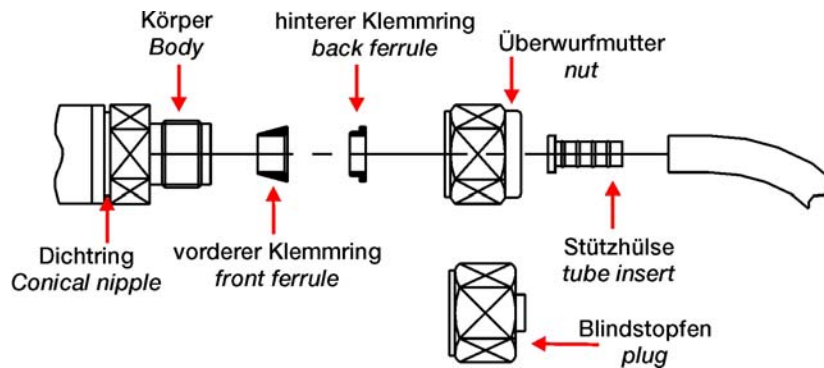 Körper
Body
hinterer Klemmring
back ferrule
Überwurfmutter
nut
Dichtring
Conical nipple
vorderer Klemmring
front ferrule
Stützhülse
tube insert
Blindstopfen
plug